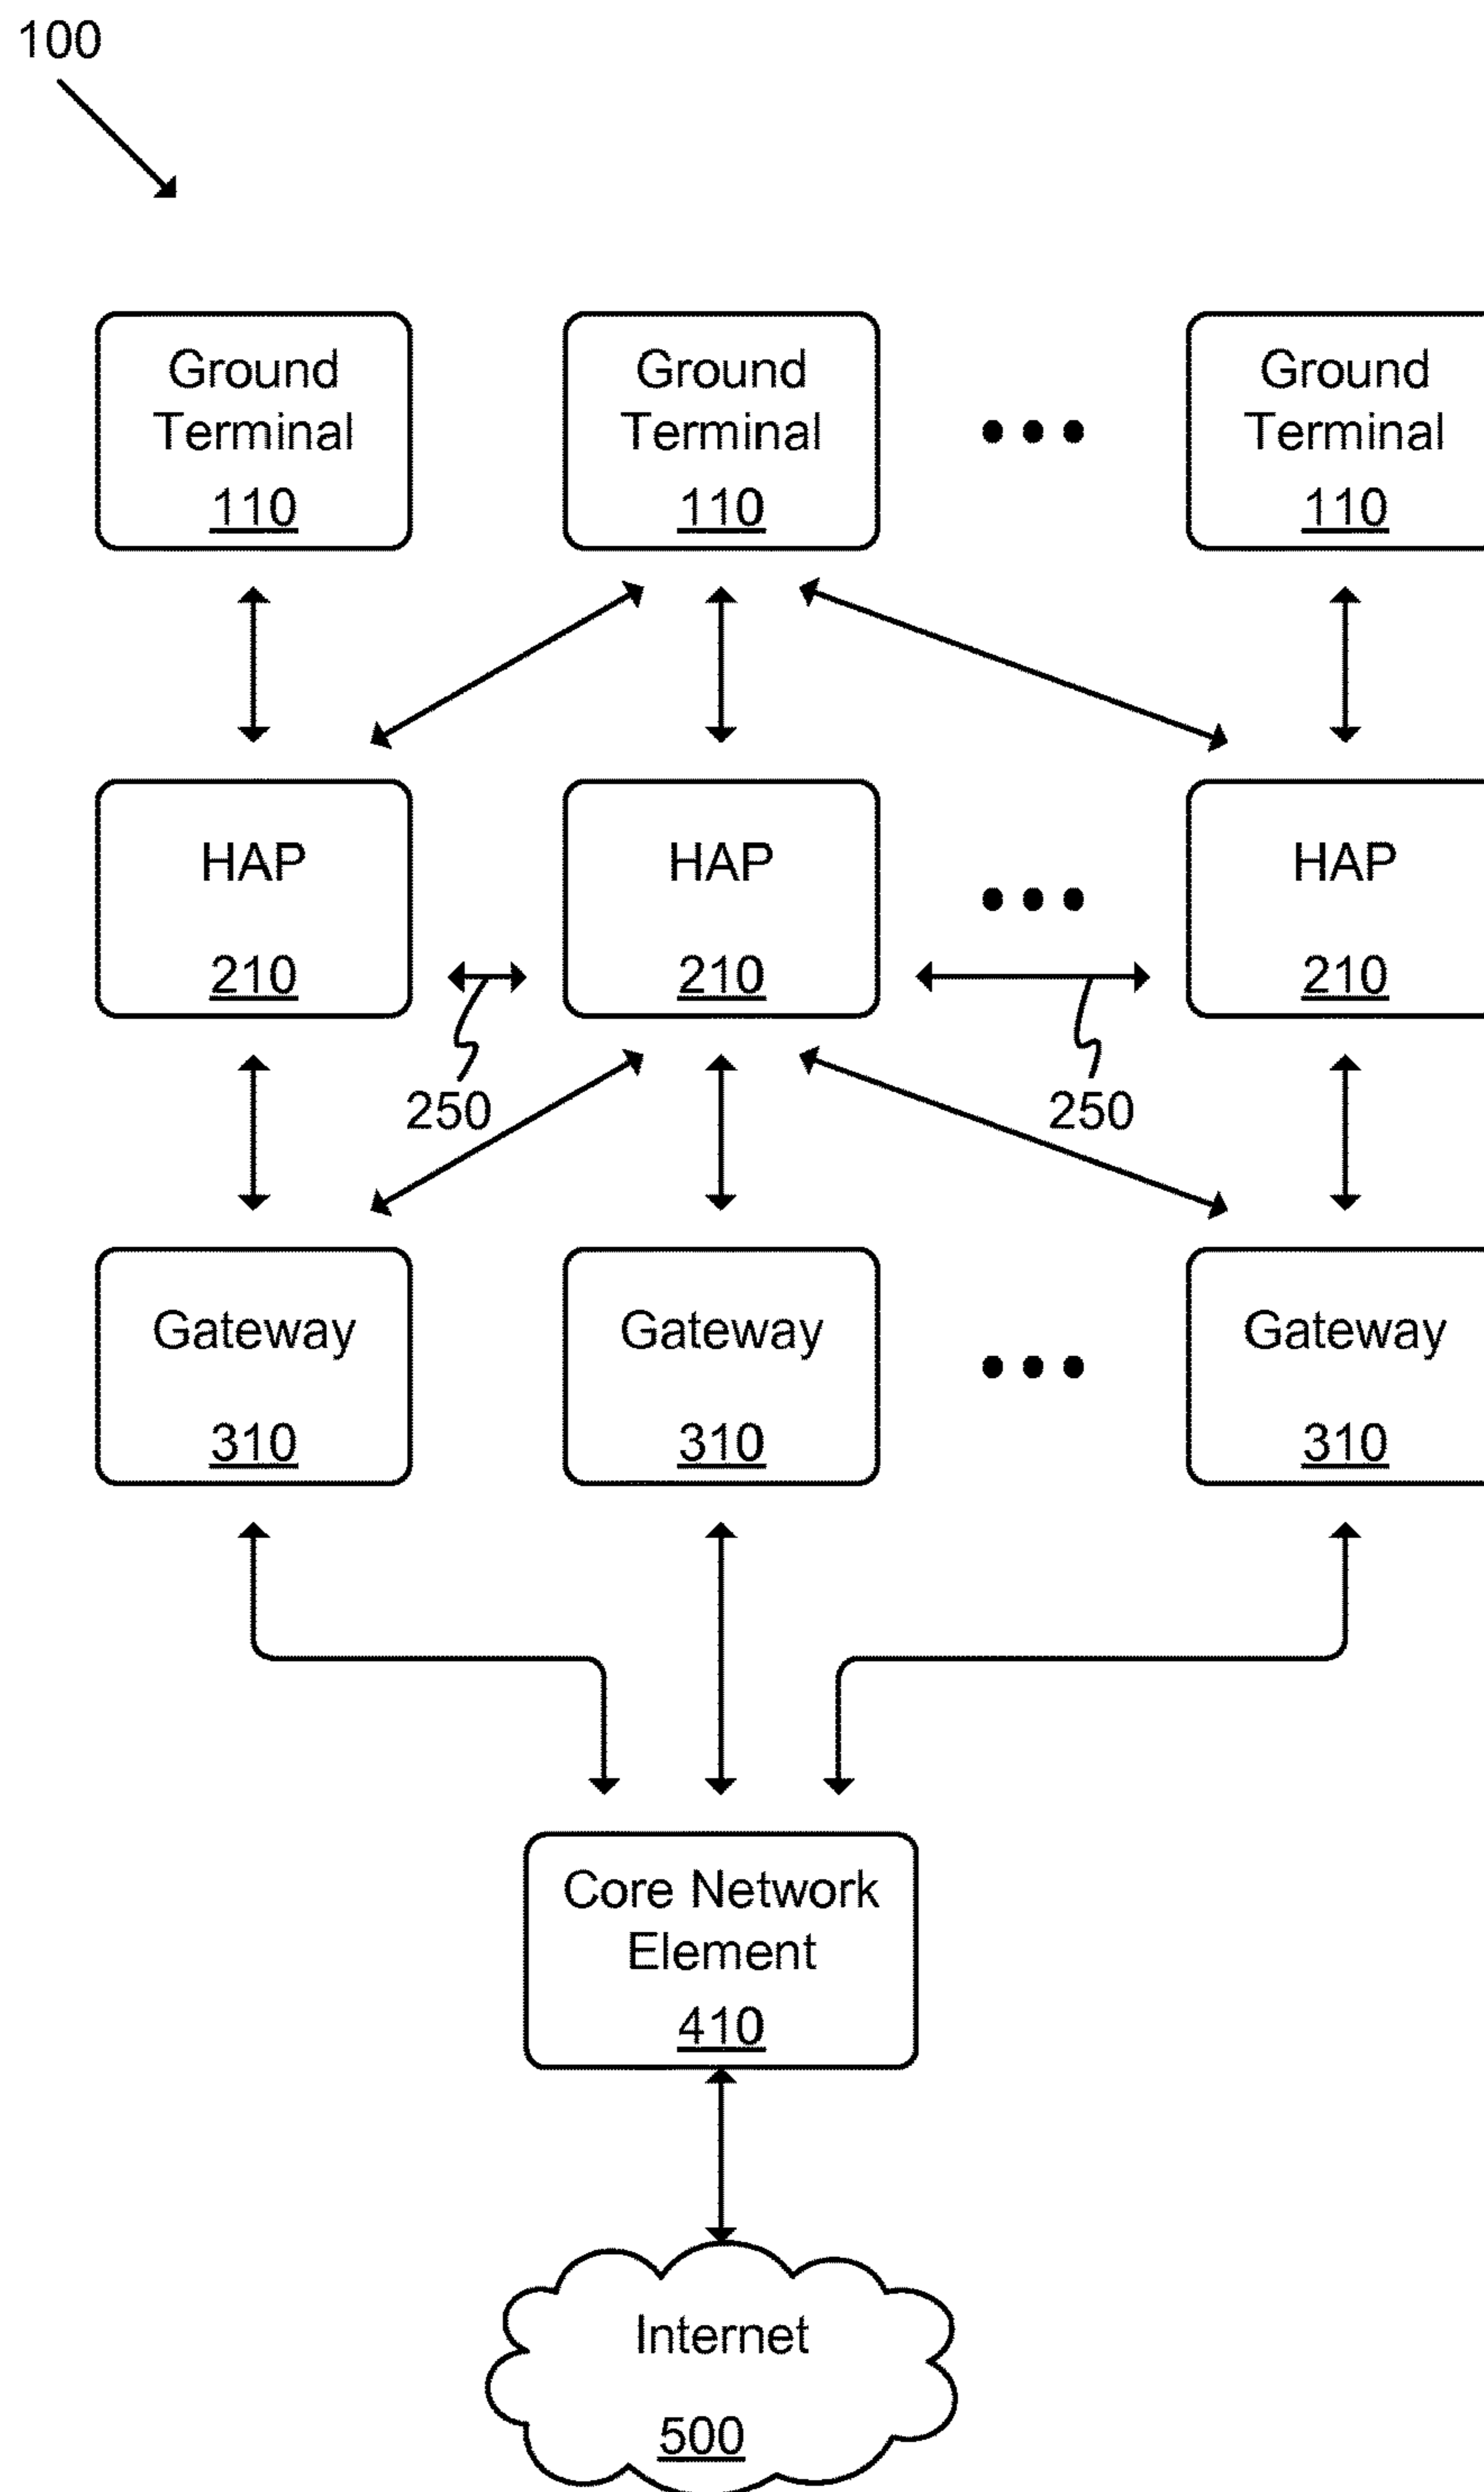 100
Ground Ground Ground
Terminal Terminal Terminal
110 110 110
HAP HAP HAP
210 210 210
250 250
Gateway Gateway Gateway
310 310 310
Core Network
Element
410
Internet
500